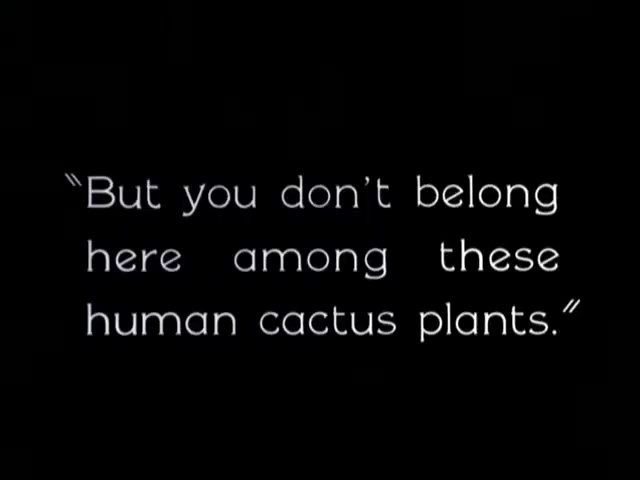 "But you don't belong
here among these
human cactus plants."